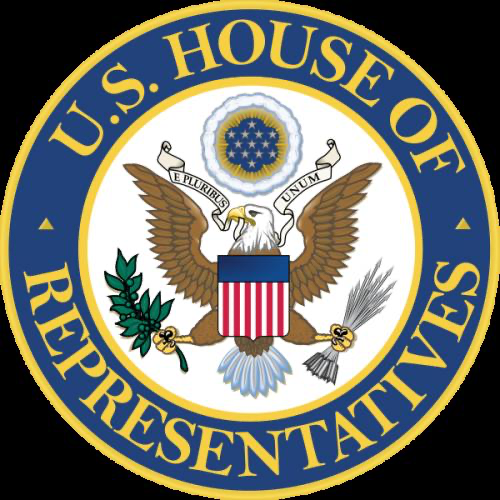 U.S. HOUSE OF
REPRESENTATIVES
E PLURIBUS
UNUM